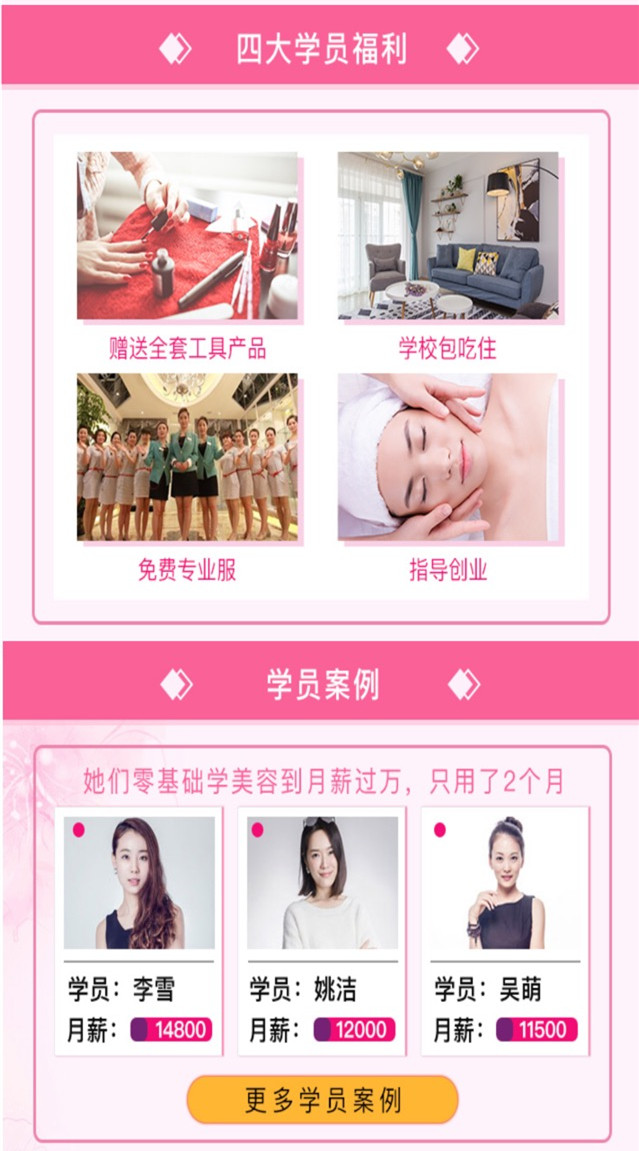 四大学员福利
赠送全套工具产品
学校包吃住
免费专业服
指导创业
学员案例
她们零基础学美容到月薪过万，只用了2个月
学员：李雪
月薪：14800
学员：姚洁
月薪：12000
学员：吴萌
月薪：11500
更多学员案例